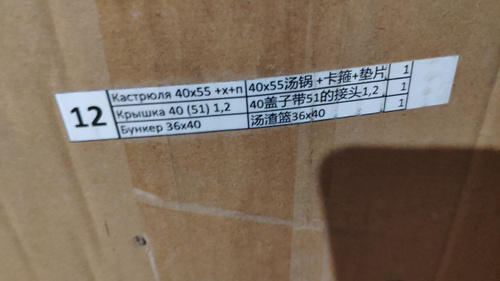 12
Кастрюля 40x55 +х+п 40x55汤锅 +卡箍+垫片 1
Крышка 40 (51) 1,2 40盖子带51的接头1,2 1
Бункер 36x40 汤渣篮36x40 1